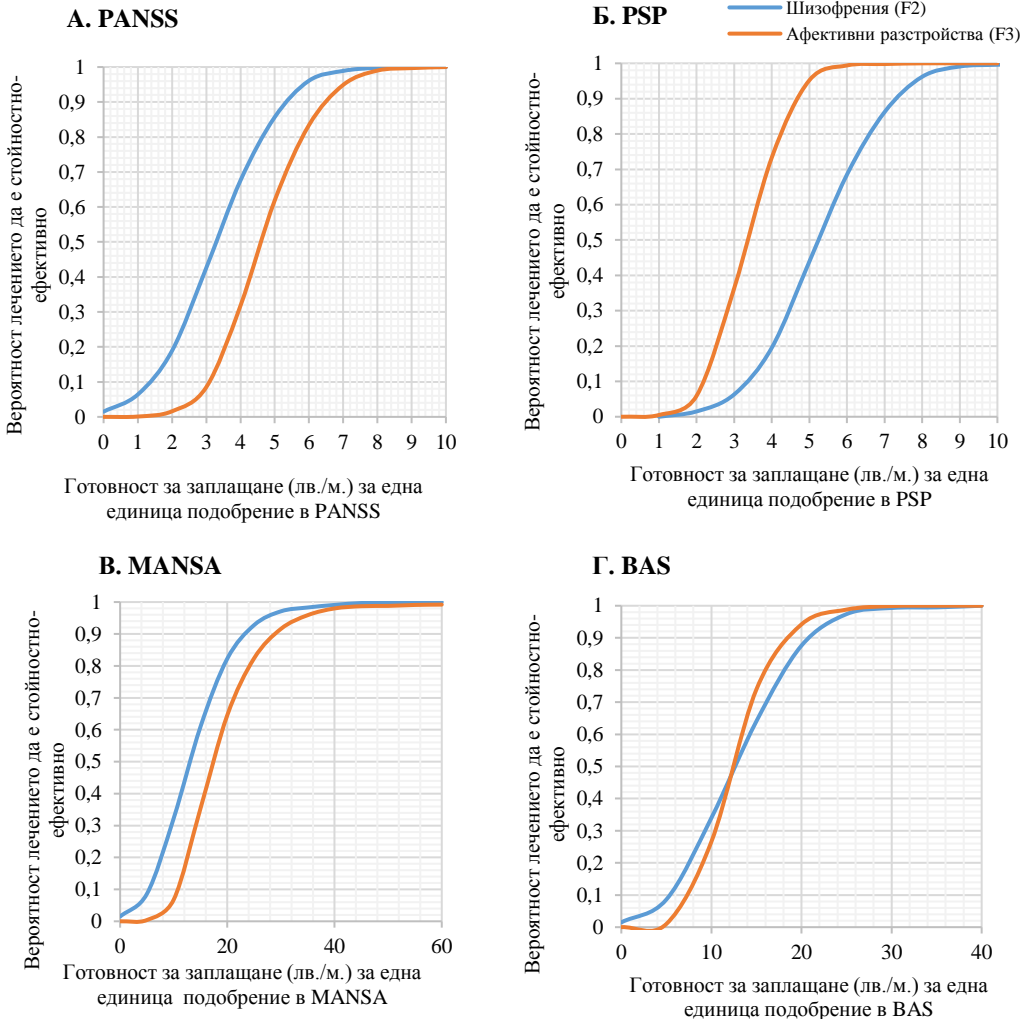 А. PANSS
Вероятност лечението да е стойностно-
ефективно
1
0,9
0,8
0,7
0,6
0,5
0,4
0,3
0,2
0,1
0
0 1 2 3 4 5 6 7 8 9 10
Готовност за заплащане (лв./м.) за една
единица подобрение в PANSS
Б. PSP
Шизофрения (F2)
Афективни разстройства (F3)
Вероятност лечението да е стойностно-
ефективно
1
0,9
0,8
0,7
0,6
0,5
0,4
0,3
0,2
0,1
0
0 1 2 3 4 5 6 7 8 9 10
Готовност за заплащане (лв./м.) за една
единица подобрение в PSP
В. MANSA
Вероятност лечението да е стойностно-
ефективно
1
0,9
0,8
0,7
0,6
0,5
0,4
0,3
0,2
0,1
0
0 20 40 60
Готовност за заплащане (лв./м.) за една
единица подобрение в MANSA
Г. BAS
Вероятност лечението да е стойностно-
ефективно
1
0,9
0,8
0,7
0,6
0,5
0,4
0,3
0,2
0,1
0
0 10 20 30 40
Готовност за заплащане (лв./м.) за една
единица подобрение в BAS